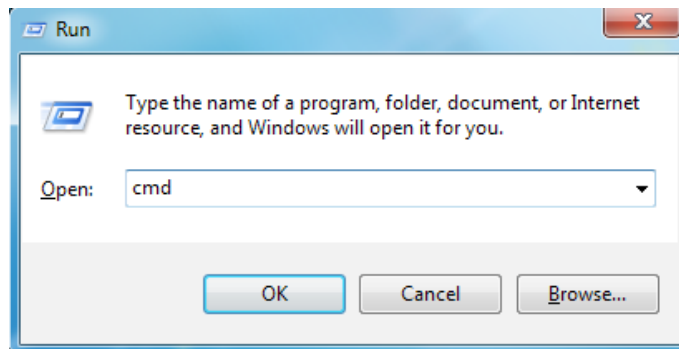 Run
Type the name of a program, folder, document, or Internet
resource, and Windows will open it for you.
Open: cmd
OK Cancel Browse...